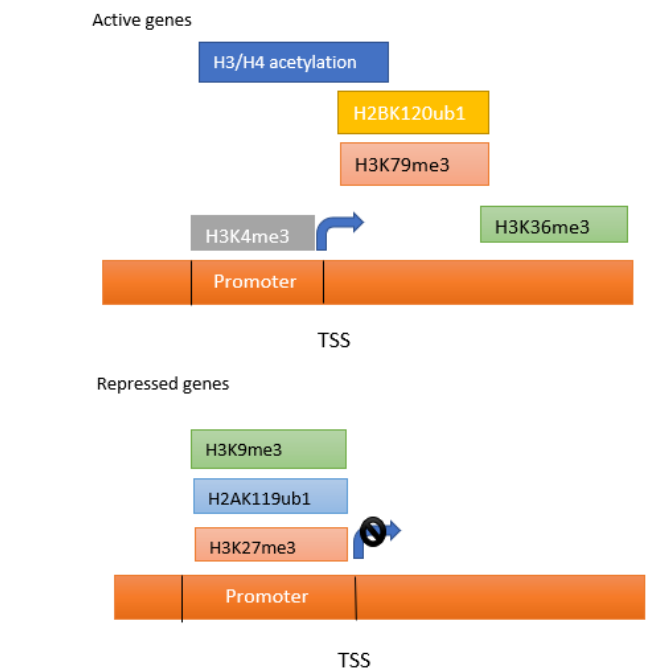 Active genes
H3/H4 acetylation
H2BK120ub1
H3K79me3
H3K4me3
H3K36me3
Promoter
TSS
Repressed genes
H3K9me3
H2AK119ub1
H3K27me3
Promoter
TSS